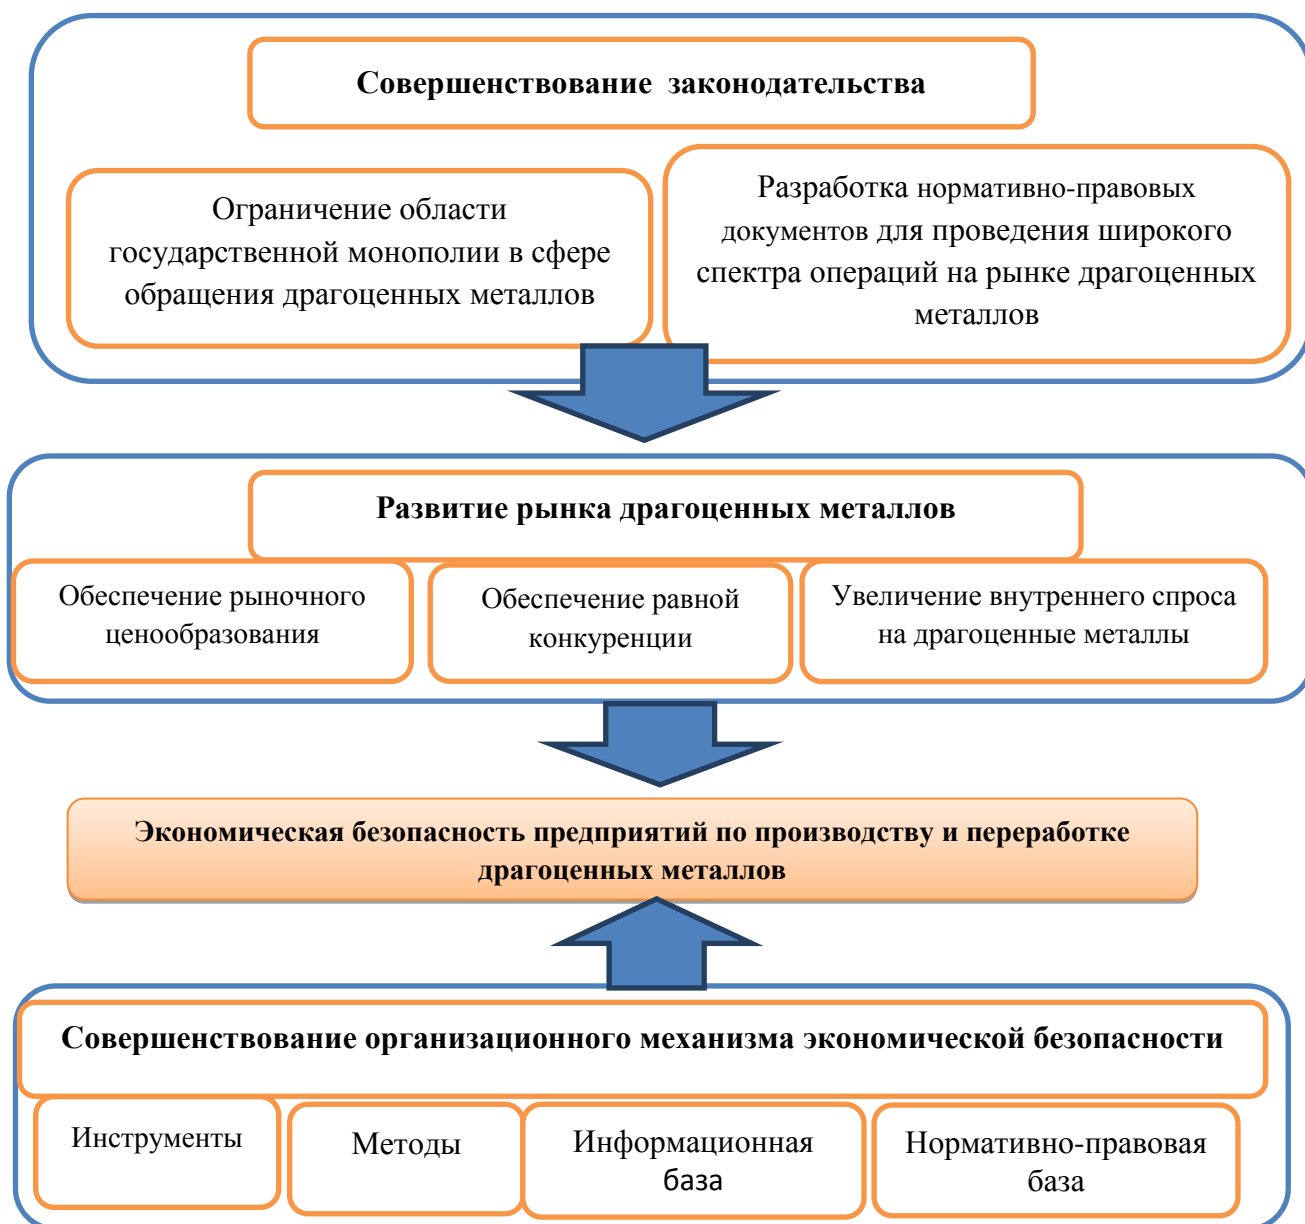 Совершенствование законодательства
Ограничение области
государственной монополии в сфере
обращения драгоценных металлов
Разработка нормативно-правовых
документов для проведения широкого
спектра операций на рынке драгоценных
металлов
Развитие рынка драгоценных металлов
Обеспечение рыночного
ценообразования
Обеспечение равной
конкуренции
Увеличение внутреннего спроса
на драгоценные металлы
Экономическая безопасность предприятий по производству и переработке
драгоценных металлов
Совершенствование организационного механизма экономической безопасности
Инструменты
Методы
Информационная
база
Нормативно-правовая
база